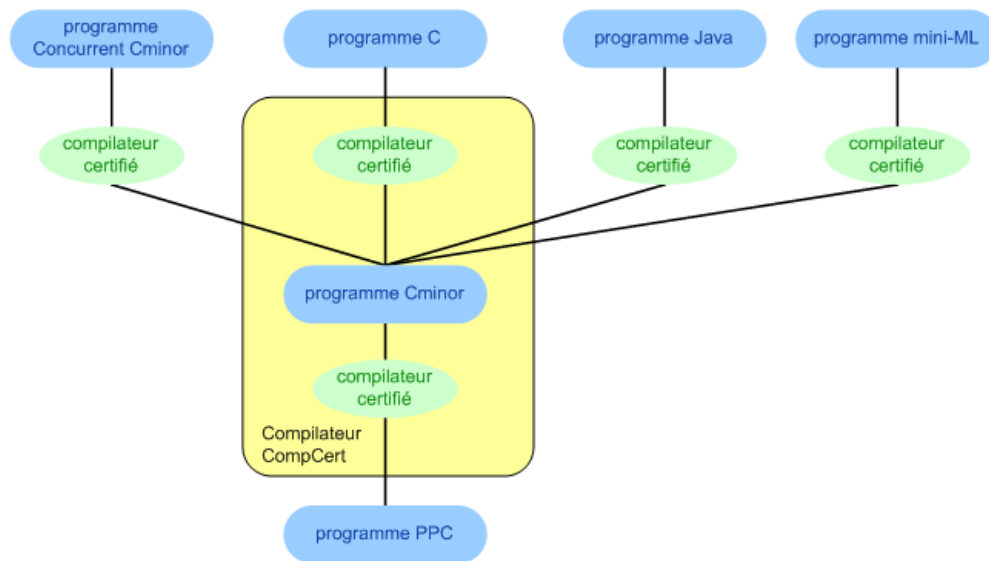 programme
Concurrent Cminor
programme C
programme Java
programme mini-ML
compilateur
certifié
compilateur
certifié
compilateur
certifié
compilateur
certifié
programme Cminor
compilateur
certifié
Compilateur
CompCert
programme PPC